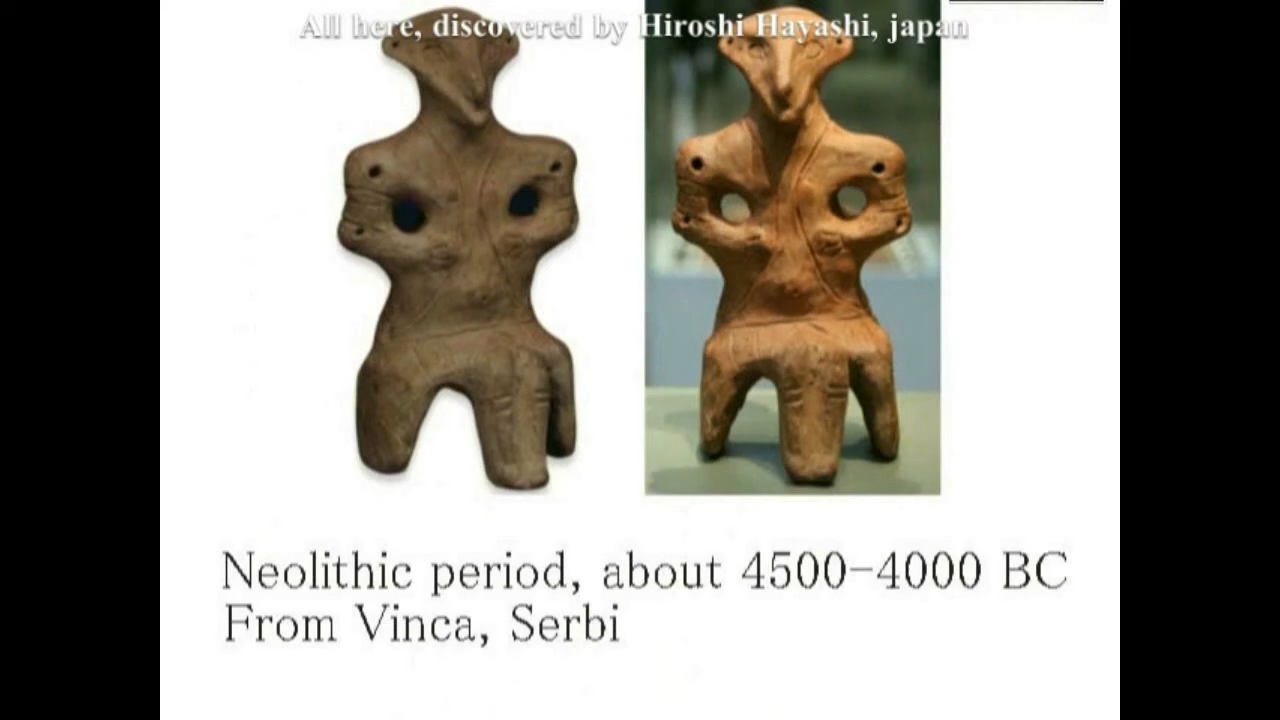 All here, discovered by Hiroshi Hayashi, japan
Neolithic period, about 4500-4000 BC
From Vinca, Serbi